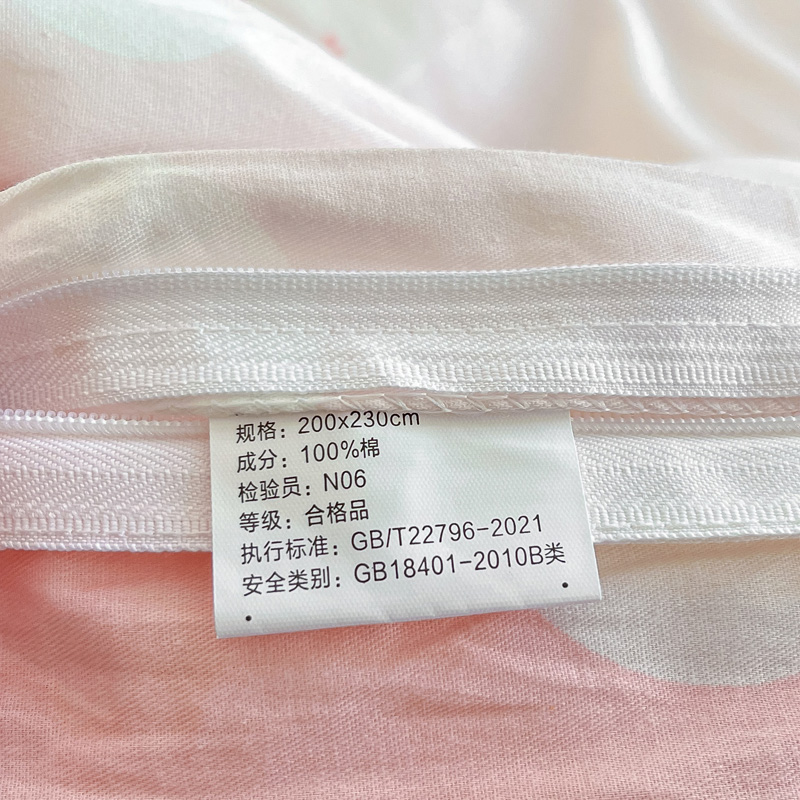 规格：200x230cm
成分：100%棉
检验员：N06
等级：合格品
执行标准：GB/T22796-2021
安全类别：GB18401-2010B类